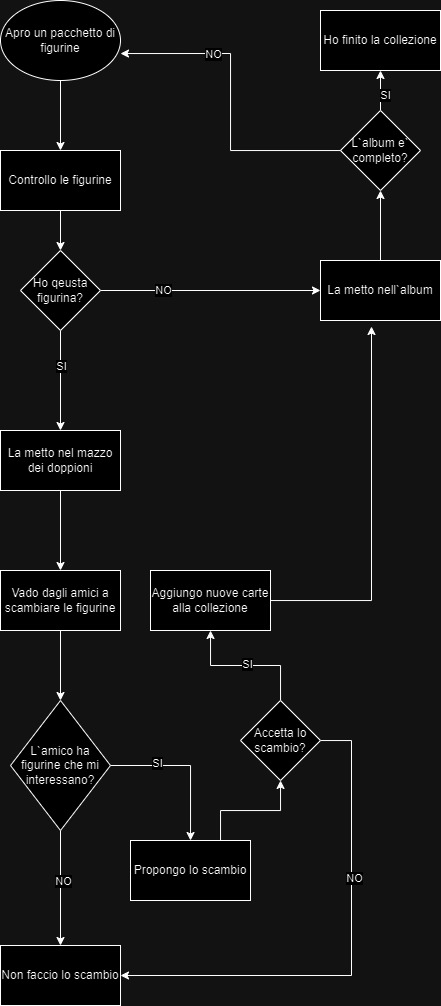 Apro un pacchetto di
figurine
Ho finito la collezione
NO
SI
L`album e`
completo?
Controllo le figurine
Ho qeusta
figurina?
NO
La metto nell`album
SI
La metto nel mazzo
dei doppioni
Vado dagli amici a
scambiare le figurine
Aggiungo nuove carte
alla collezione
SI
L`amico ha
figurine che mi
interessano?
SI
Accetta lo
scambio?
Propongo lo scambio
NO
NO
Non faccio lo scambio